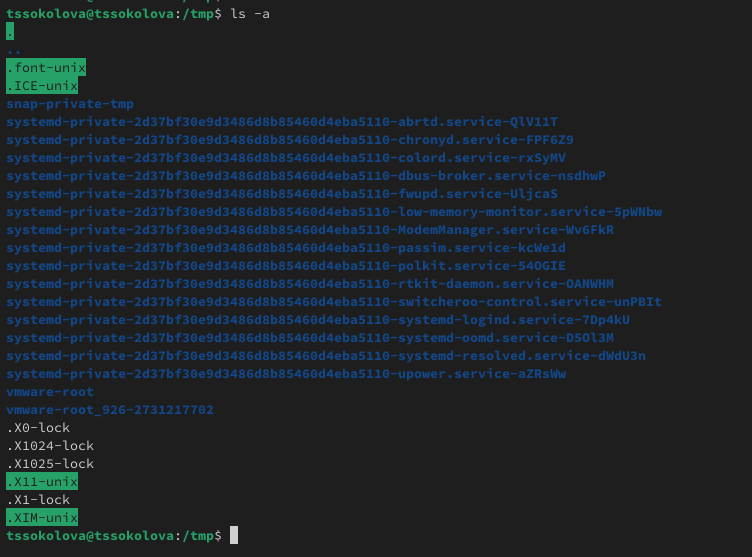 tssokolova@tssokolova:/tmp$ ls -a
.
..
.font-unix
.ICE-unix
snap-private-tmp
systemd-private-2d37bf30e9d3486d8b85460d4eba5110-abrtd.service-QlV11T
systemd-private-2d37bf30e9d3486d8b85460d4eba5110-chronyd.service-FPF6Z9
systemd-private-2d37bf30e9d3486d8b85460d4eba5110-colord.service-rxSyMV
systemd-private-2d37bf30e9d3486d8b85460d4eba5110-dbus-broker.service-nsdhwP
systemd-private-2d37bf30e9d3486d8b85460d4eba5110-fwupd.service-UljcaS
systemd-private-2d37bf30e9d3486d8b85460d4eba5110-low-memory-monitor.service-5pWNbw
systemd-private-2d37bf30e9d3486d8b85460d4eba5110-ModemManager.service-Wv6FkR
systemd-private-2d37bf30e9d3486d8b85460d4eba5110-passim.service-kcWe1d
systemd-private-2d37bf30e9d3486d8b85460d4eba5110-polkit.service-54OGIE
systemd-private-2d37bf30e9d3486d8b85460d4eba5110-rtkit-daemon.service-OANWHM
systemd-private-2d37bf30e9d3486d8b85460d4eba5110-switcheroo-control.service-unPBIt
systemd-private-2d37bf30e9d3486d8b85460d4eba5110-systemd-logind.service-7Dp4kU
systemd-private-2d37bf30e9d3486d8b85460d4eba5110-systemd-oomd.service-D5Ol3M
systemd-private-2d37bf30e9d3486d8b85460d4eba5110-systemd-resolved.service-dWdU3n
systemd-private-2d37bf30e9d3486d8b85460d4eba5110-upower.service-aZRsWw
vmware-root
vmware-root_926-2731217702
.X0-lock
.X1024-lock
.X1025-lock
.X11-unix
.X1-lock
.XIM-unix
tssokolova@tssokolova:/tmp$